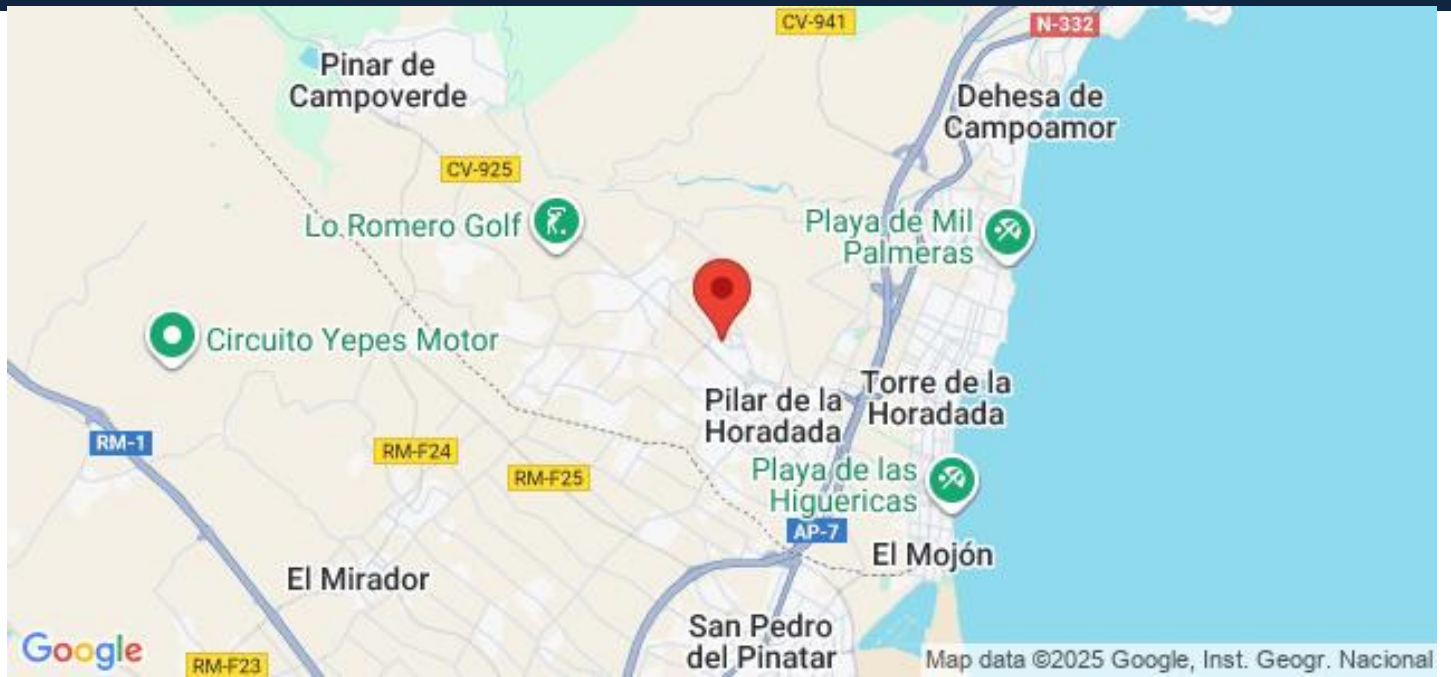 CV-941
N-332
Pinar de
Campoverde
Dehesa de
Campoamor
CV-925
Lo Romero Golf
Playa de Mil
Palmeras
Circuito Yepes Motor
Pilar de la
Horadada
Torre de la
Horadada
RM-1
RM-F24
RM-F25
Playa de las
Higuericas
AP-7
El Mojón
El Mirador
San Pedro
del Pinatar
Google
RM-F23
Map data ©2025 Google, Inst. Geogr. Nacional